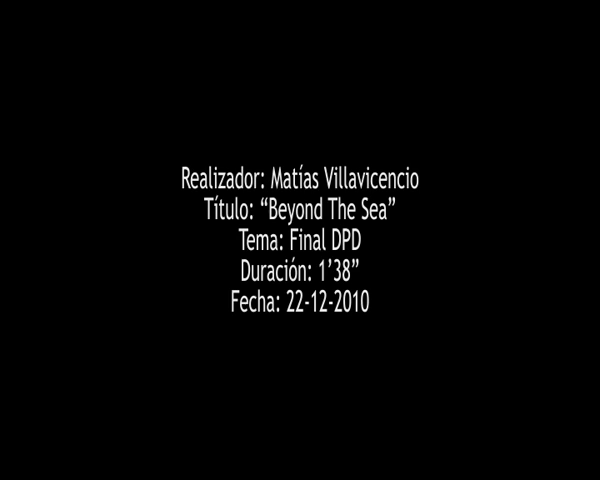 Realizador: Matías Villavicencio
Título: “Beyond The Sea”
Tema: Final DPD
Duración: 1’38”
Fecha: 22-12-2010